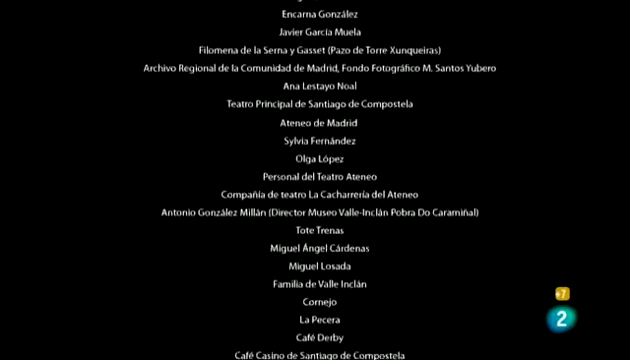 Encarna González
Javier García Muela
Filomena de la Serna y Gasset (Pazo de Torre Xunqueiras)
Archivo Regional de la Comunidad de Madrid, Fondo Fotográfico M. Santos Yubero
Ana Lestayo Noal
Teatro Principal de Santiago de Compostela
Ateneo de Madrid
Sylvia Fernández
Olga López
Personal del Teatro Ateneo
Compañía de teatro La Cacharrería del Ateneo
Antonio González Millán (Director Museo Valle-Inclán Pobra Do Caramiñal)
Tote Trenas
Miguel Ángel Cárdenas
Miguel Losada
Familia de Valle Inclán
Cornejo
La Pecera
Café Derby
Café Casino de Santiago de Compostela
+7
2